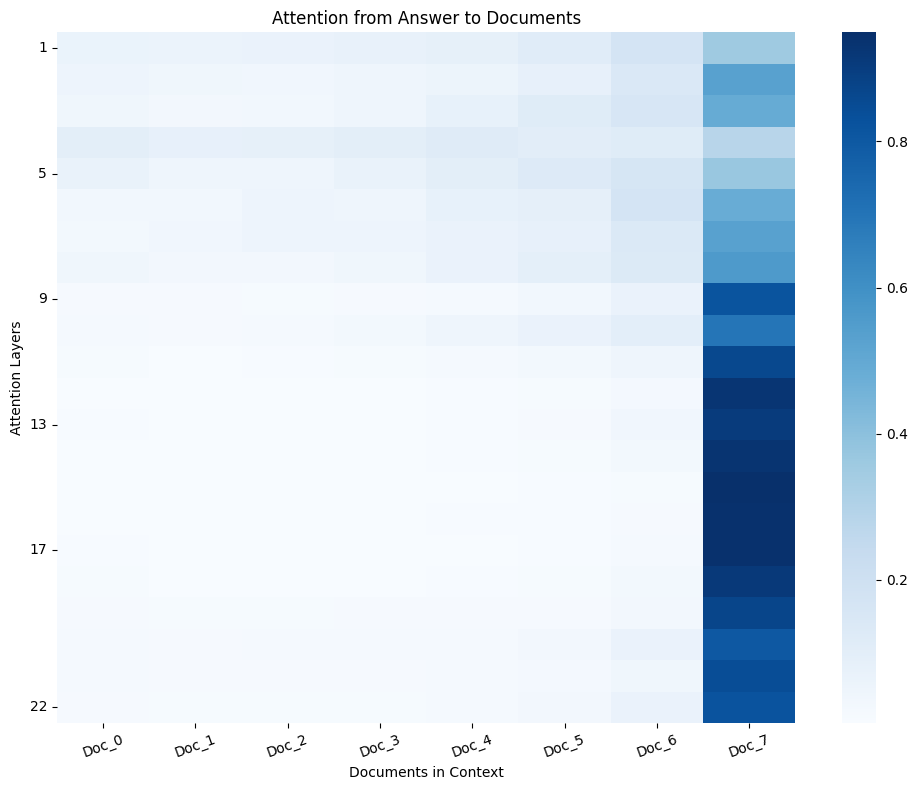 Attention from Answer to Documents
Attention Layers
1
5
9
13
17
22
Doc_0
Doc_1
Doc_2
Doc_3
Doc_4
Doc_5
Doc_6
Doc_7
Documents in Context
0.8
0.6
0.4
0.2